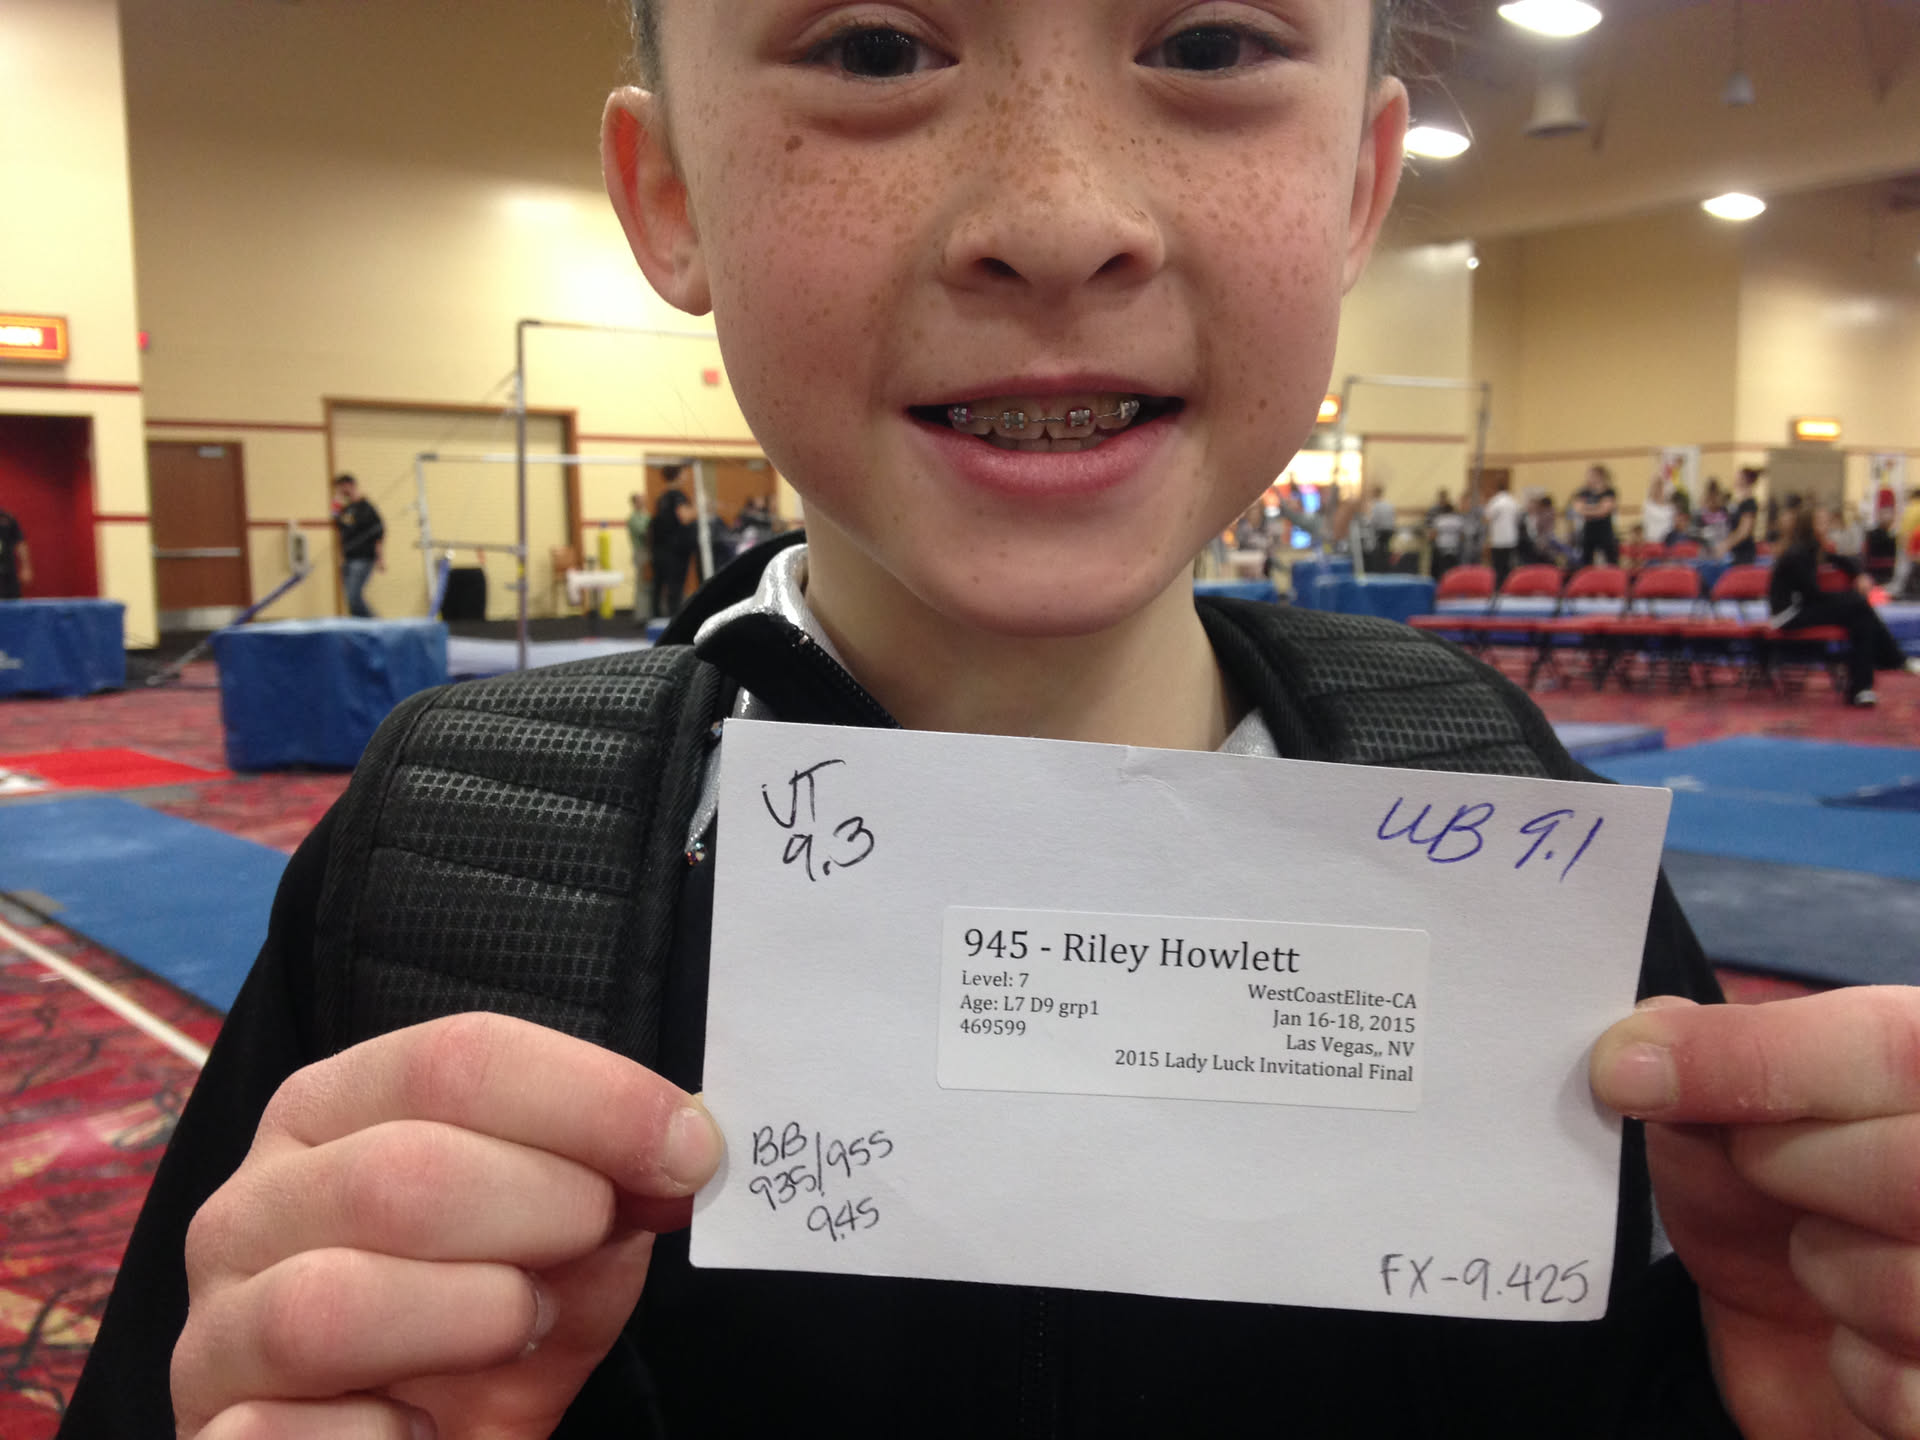 VT
9.3
UB 9.1
945 - Riley Howlett
Level: 7
WestCoastElite-CA
Age: L7 D9 grp1
Jan 16-18, 2015
469599
Las Vegas,, NV
2015 Lady Luck Invitational Final
BB
935/955
9.45
FX-9.425